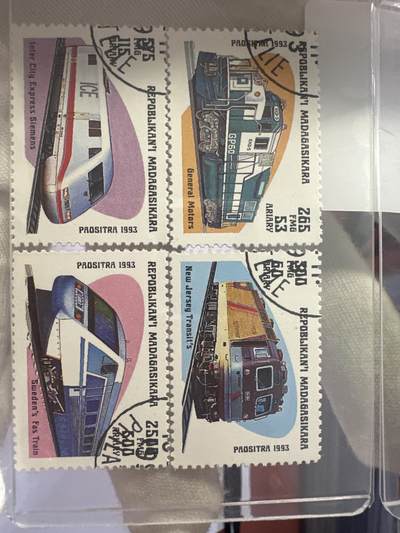 Inter City Express Siemens
ICE
PAOSITRA 1993
REPOBLIKAN'I MADAGASIKARA
General Motors
GP60
PAOSITRA 1993
REPOBLIKAN'I MADAGASIKARA
265
FMG
53
ARIARY
Sweden's Fas Train
PAOSITRA 1993
REPOBLIKAN'I MADAGASIKARA
New Jersey Transit's
PAOSITRA 1993
REPOBLIKAN'I MADAGASIKARA